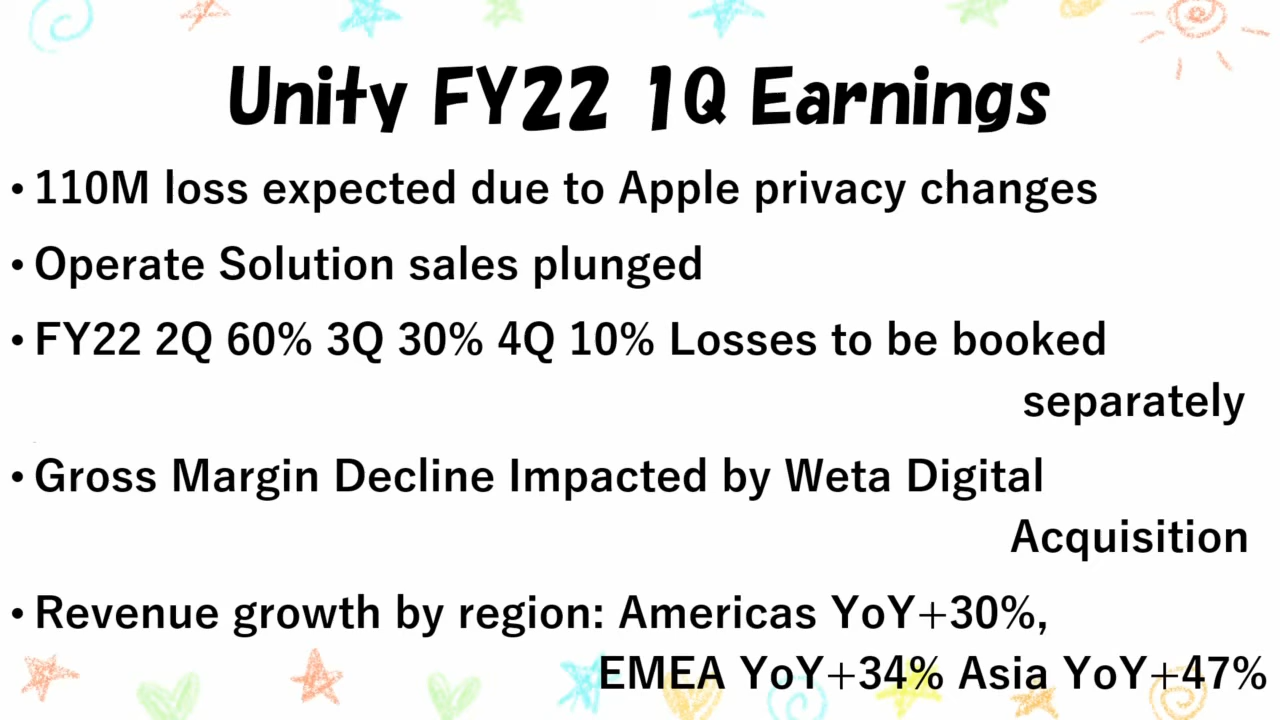 Unity FY22 1Q Earnings
• 110M loss expected due to Apple privacy changes
• Operate Solution sales plunged
• FY22 2Q 60% 3Q 30% 4Q 10% Losses to be booked
separately
• Gross Margin Decline Impacted by Weta Digital
Acquisition
• Revenue growth by region: Americas YoY+30%,
EMEA YoY+34% Asia YoY+47%